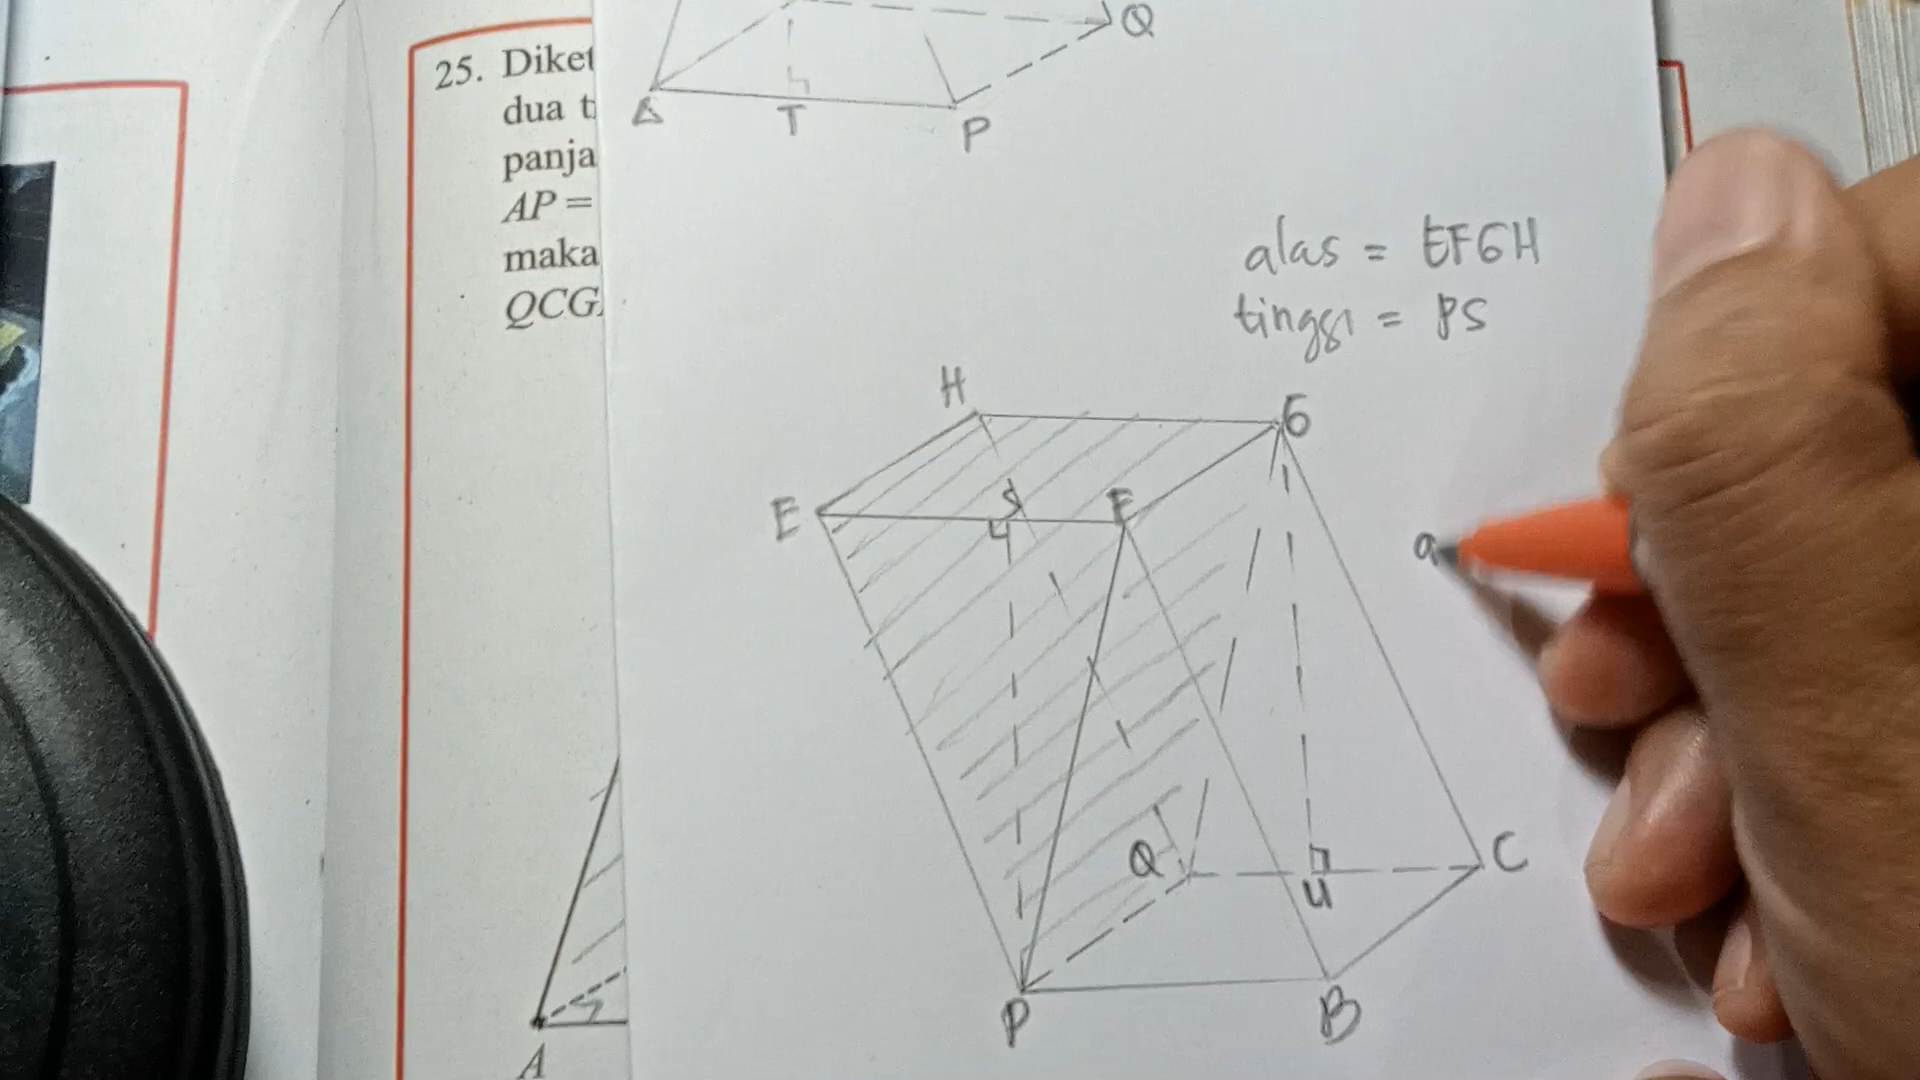 25. Diket
dua t
panja
AP =
maka
QCG
Q
A
T
P
alas = EFGH
tinggi = PS
H
G
E
S
F
a
Q
U
C
P
B
A